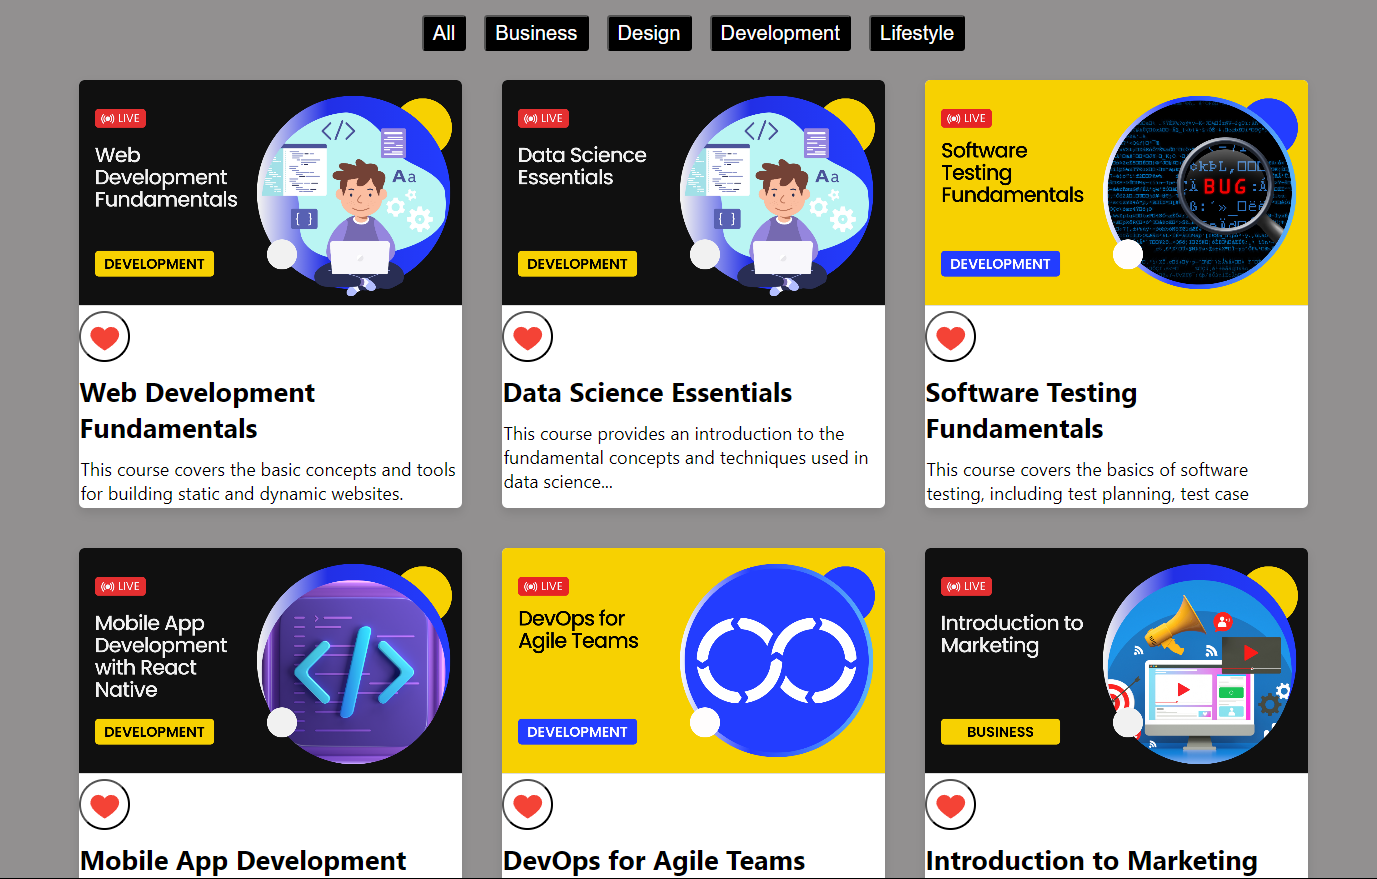 All Business Design Development Lifestyle
LIVE
Web
Development
Fundamentals
</>
Aa
{ }
DEVELOPMENT
LIVE
Data Science
Essentials
</>
Aa
{ }
DEVELOPMENT
LIVE
Software
Testing
Fundamentals
BUG
DEVELOPMENT
Web Development
Fundamentals
This course covers the basic concepts and tools
for building static and dynamic websites.
Data Science Essentials
This course provides an introduction to the
fundamental concepts and techniques used in
data science...
Software Testing
Fundamentals
This course covers the basics of software
testing, including test planning, test case
LIVE
Mobile App
Development
with React
Native
</>
DEVELOPMENT
LIVE
DevOps for
Agile Teams
DEVELOPMENT
LIVE
Introduction to
Marketing
BUSINESS
Mobile App Development
DevOps for Agile Teams
Introduction to Marketing